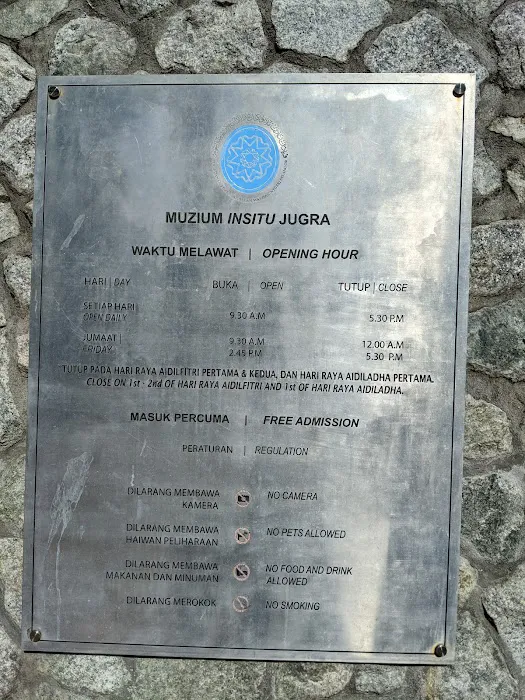 MUZIUM INSITU JUGRA
WAKTU MELAWAT | OPENING HOUR
HARI | DAY BUKA | OPEN TUTUP | CLOSE
SETIAP HARI |
OPEN DAILY 9.30 A.M 5.30 P.M
JUMAAT | 9.30 A.M 12.00 A.M
FRIDAY 2.45 P.M 5.30 P.M
TUTUP PADA HARI RAYA AIDILFITRI PERTAMA & KEDUA, DAN HARI RAYA AIDILADHA PERTAMA.
CLOSE ON 1st - 2nd OF HARI RAYA AIDILFITRI AND 1st OF HARI RAYA AIDILADHA.
MASUK PERCUMA | FREE ADMISSION
PERATURAN | REGULATION
DILARANG MEMBAWA
KAMERA
NO CAMERA
DILARANG MEMBAWA
HAIWAN PELIHARAAN
NO PETS ALLOWED
DILARANG MEMBAWA
MAKANAN DAN MINUMAN
NO FOOD AND DRINK
ALLOWED
DILARANG MEROKOK
NO SMOKING